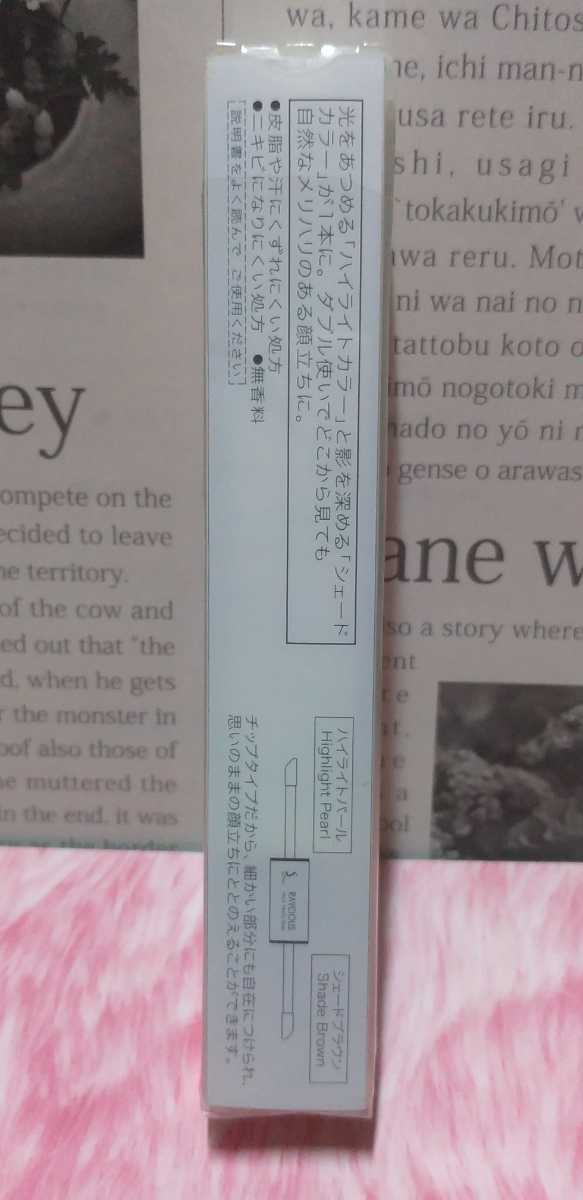 光をあつめる「ハイライトカラー」と影を深める「シェード
カラー」が1本に。ダブル使いでどこから見ても
自然なメリハリのある顔立ちに。
●皮脂や汗にくずれにくい処方
●ニキビになりにくい処方 ●無香料
[説明書をよく読んで ご使用ください]
ハイライトパール
Highlight Pearl
RAYCIOUS
シェードブラウン
Shade Brown
チップタイプだから、細かい部分にも自在につけられ、
思いのままの顔立ちにととのえることができます。
wa, kame wa Chitos
ne, ichi man-n
usa rete iru.
shi, usagi
`tokakukimō' w
wa reru. Mot
ni wa nai no n
tattobu koto d
imō nogotoki m
nado no yō ni r
gense o arawas
ane w
so a story where
ent
re
at.
re
a
ool
ey
ompete on the
ecided to leave
he territory.
of the cow and
ed out that "the
d, when he gets
r the monster in
oof also those of
he muttered the
in the end, it was
as the border